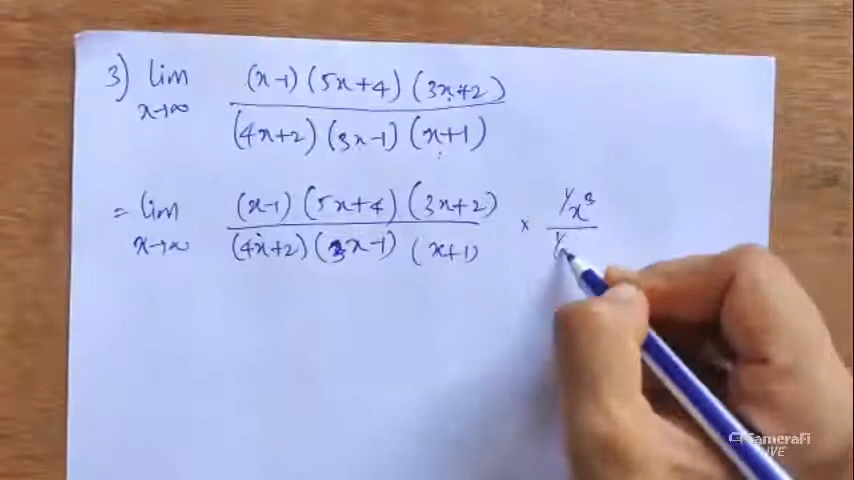 3) lim (x-1) (5x+4) (3x+2)
x→∞ (4x+2) (3x-1) (x+1)
= lim (x-1) (5x+4) (3x+2) × 1/x³
x→∞ (4x+2) (3x-1) (x+1) 1/
CameraFi
LIVE